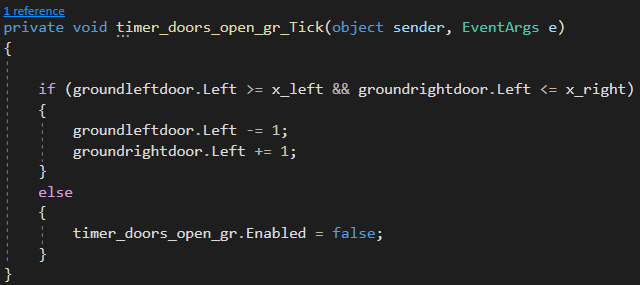 1 reference
private void timer_doors_open_gr_Tick(object sender, EventArgs e)
{
if (groundleftdoor.Left >= x_left && groundrightdoor.Left <= x_right)
{
groundleftdoor.Left -= 1;
groundrightdoor.Left += 1;
}
else
{
timer_doors_open_gr.Enabled = false;
}
}